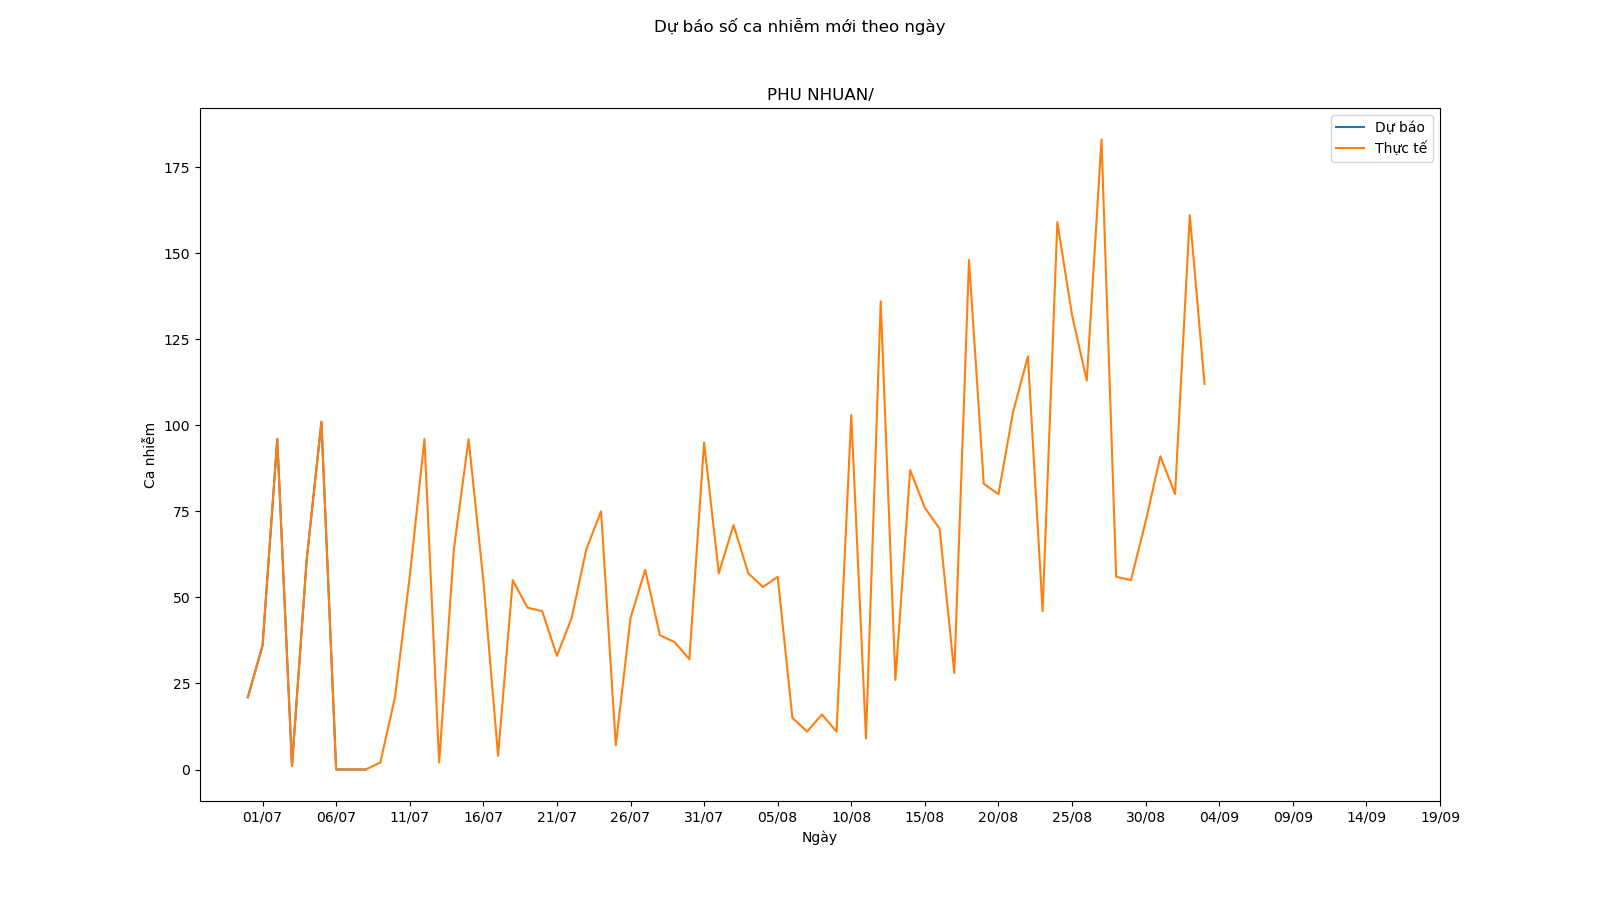 Dự báo số ca nhiễm mới theo ngày
PHU NHUAN/
Dự báo
Thực tế
175
150
125
100
75
50
25
0
Ca nhiễm
01/07 06/07 11/07 16/07 21/07 26/07 31/07 05/08 10/08 15/08 20/08 25/08 30/08 04/09 09/09 14/09 19/09
Ngày